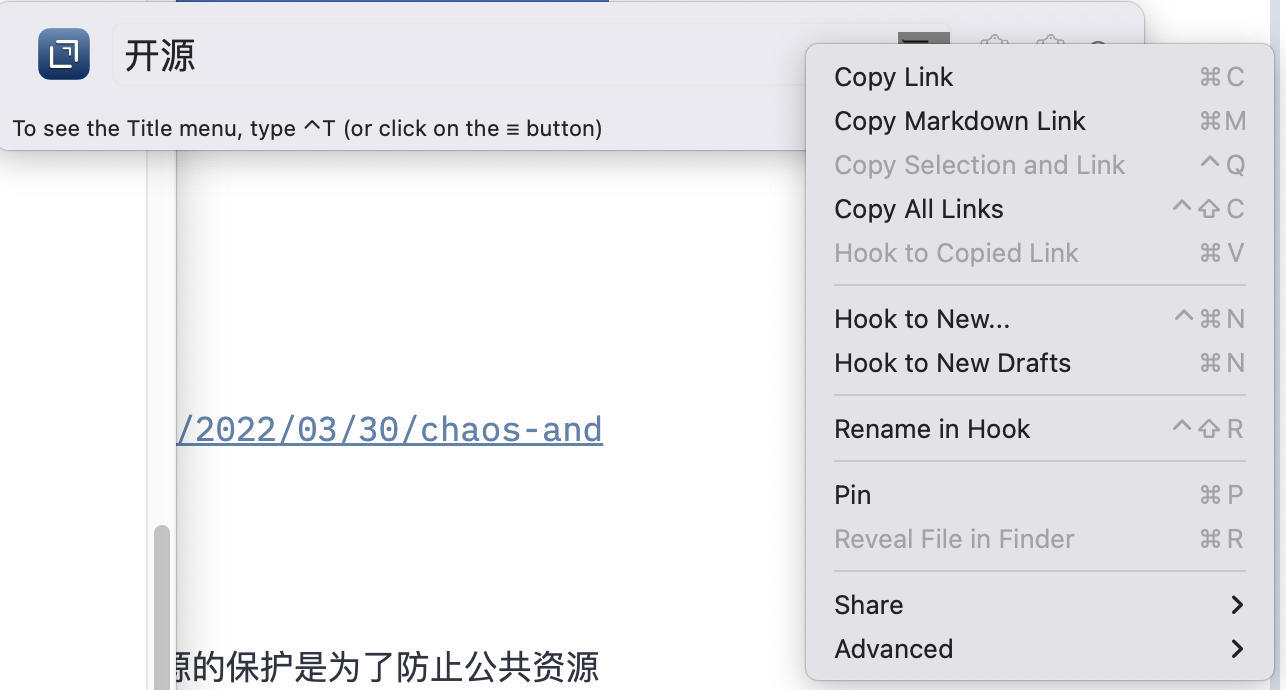 开源
To see the Title menu, type ^T (or click on the ≡ button)
Copy Link ⌘C
Copy Markdown Link ⌘M
Copy Selection and Link ^Q
Copy All Links ^⇧C
Hook to Copied Link ⌘V
Hook to New... ^⌘N
Hook to New Drafts ⌘N
Rename in Hook ^⇧R
Pin ⌘P
Reveal File in Finder ⌘R
Share
Advanced
/2022/03/30/chaos-and
源的保护是为了防止公共资源